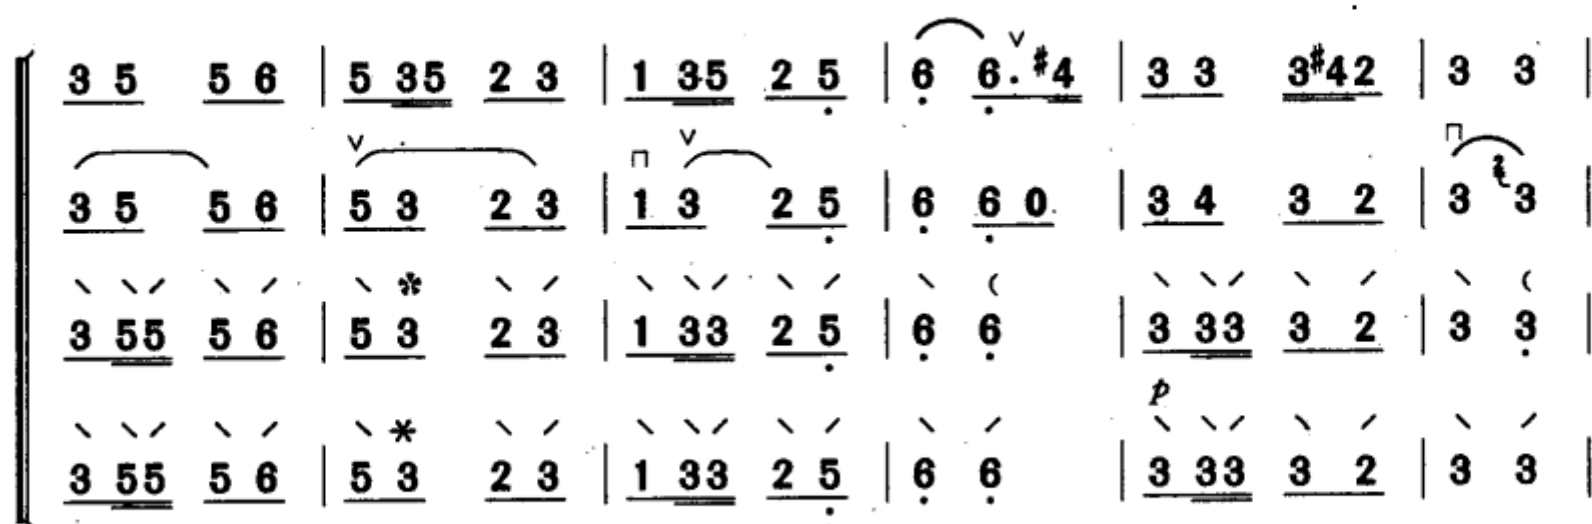 3 5 5 6 | 5 35 2 3 | 1 35 2 5 | 6 6. #4 | 3 3 3#42 | 3 3 |
3 5 5 6 | 5 3 2 3 | 1 3 2 5 | 6 6 0 | 3 4 3 2 | 3 2 3 |
3 55 5 6 | 5 3 2 3 | 1 33 2 5 | 6 6 | 3 33 3 2 | 3 3 |
p
3 55 5 6 | 5 3 2 3 | 1 33 2 5 | 6 6 | 3 33 3 2 | 3 3 |